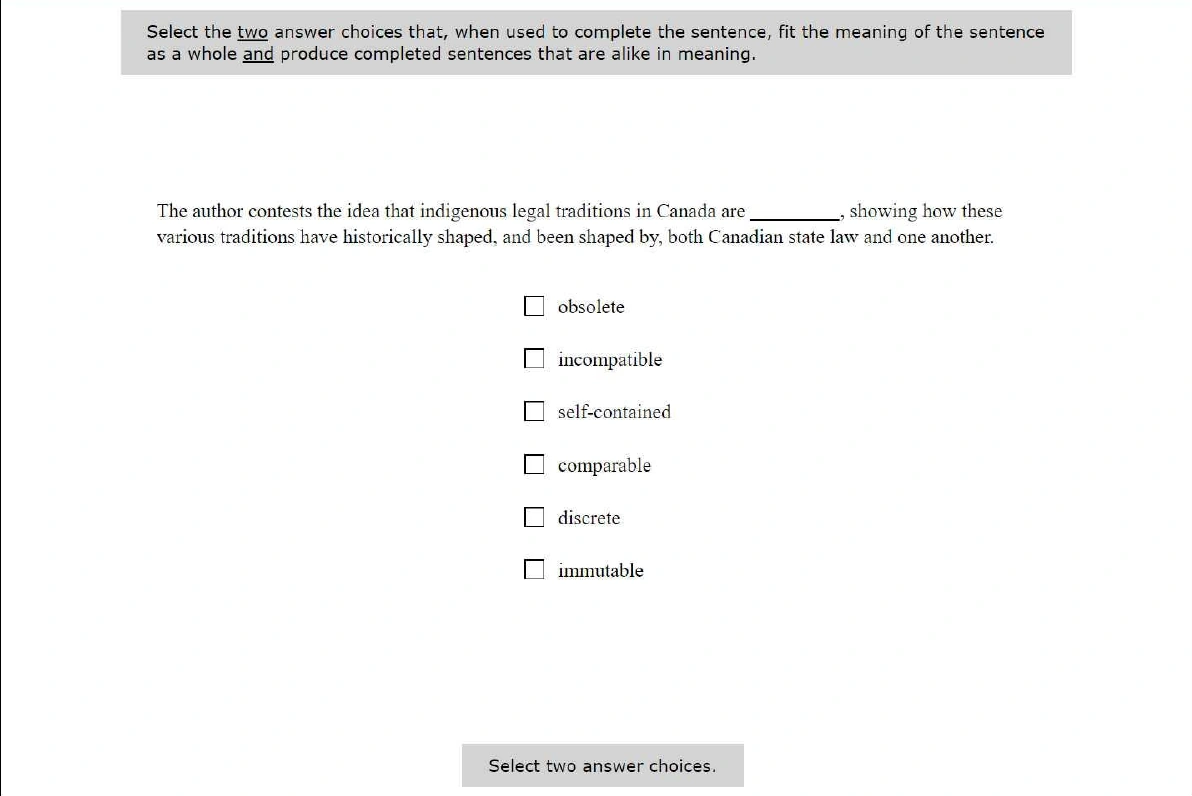 Select the two answer choices that, when used to complete the sentence, fit the meaning of the sentence
as a whole and produce completed sentences that are alike in meaning.
The author contests the idea that indigenous legal traditions in Canada are _________, showing how these
various traditions have historically shaped, and been shaped by, both Canadian state law and one another.
obsolete
incompatible
self-contained
comparable
discrete
immutable
Select two answer choices.